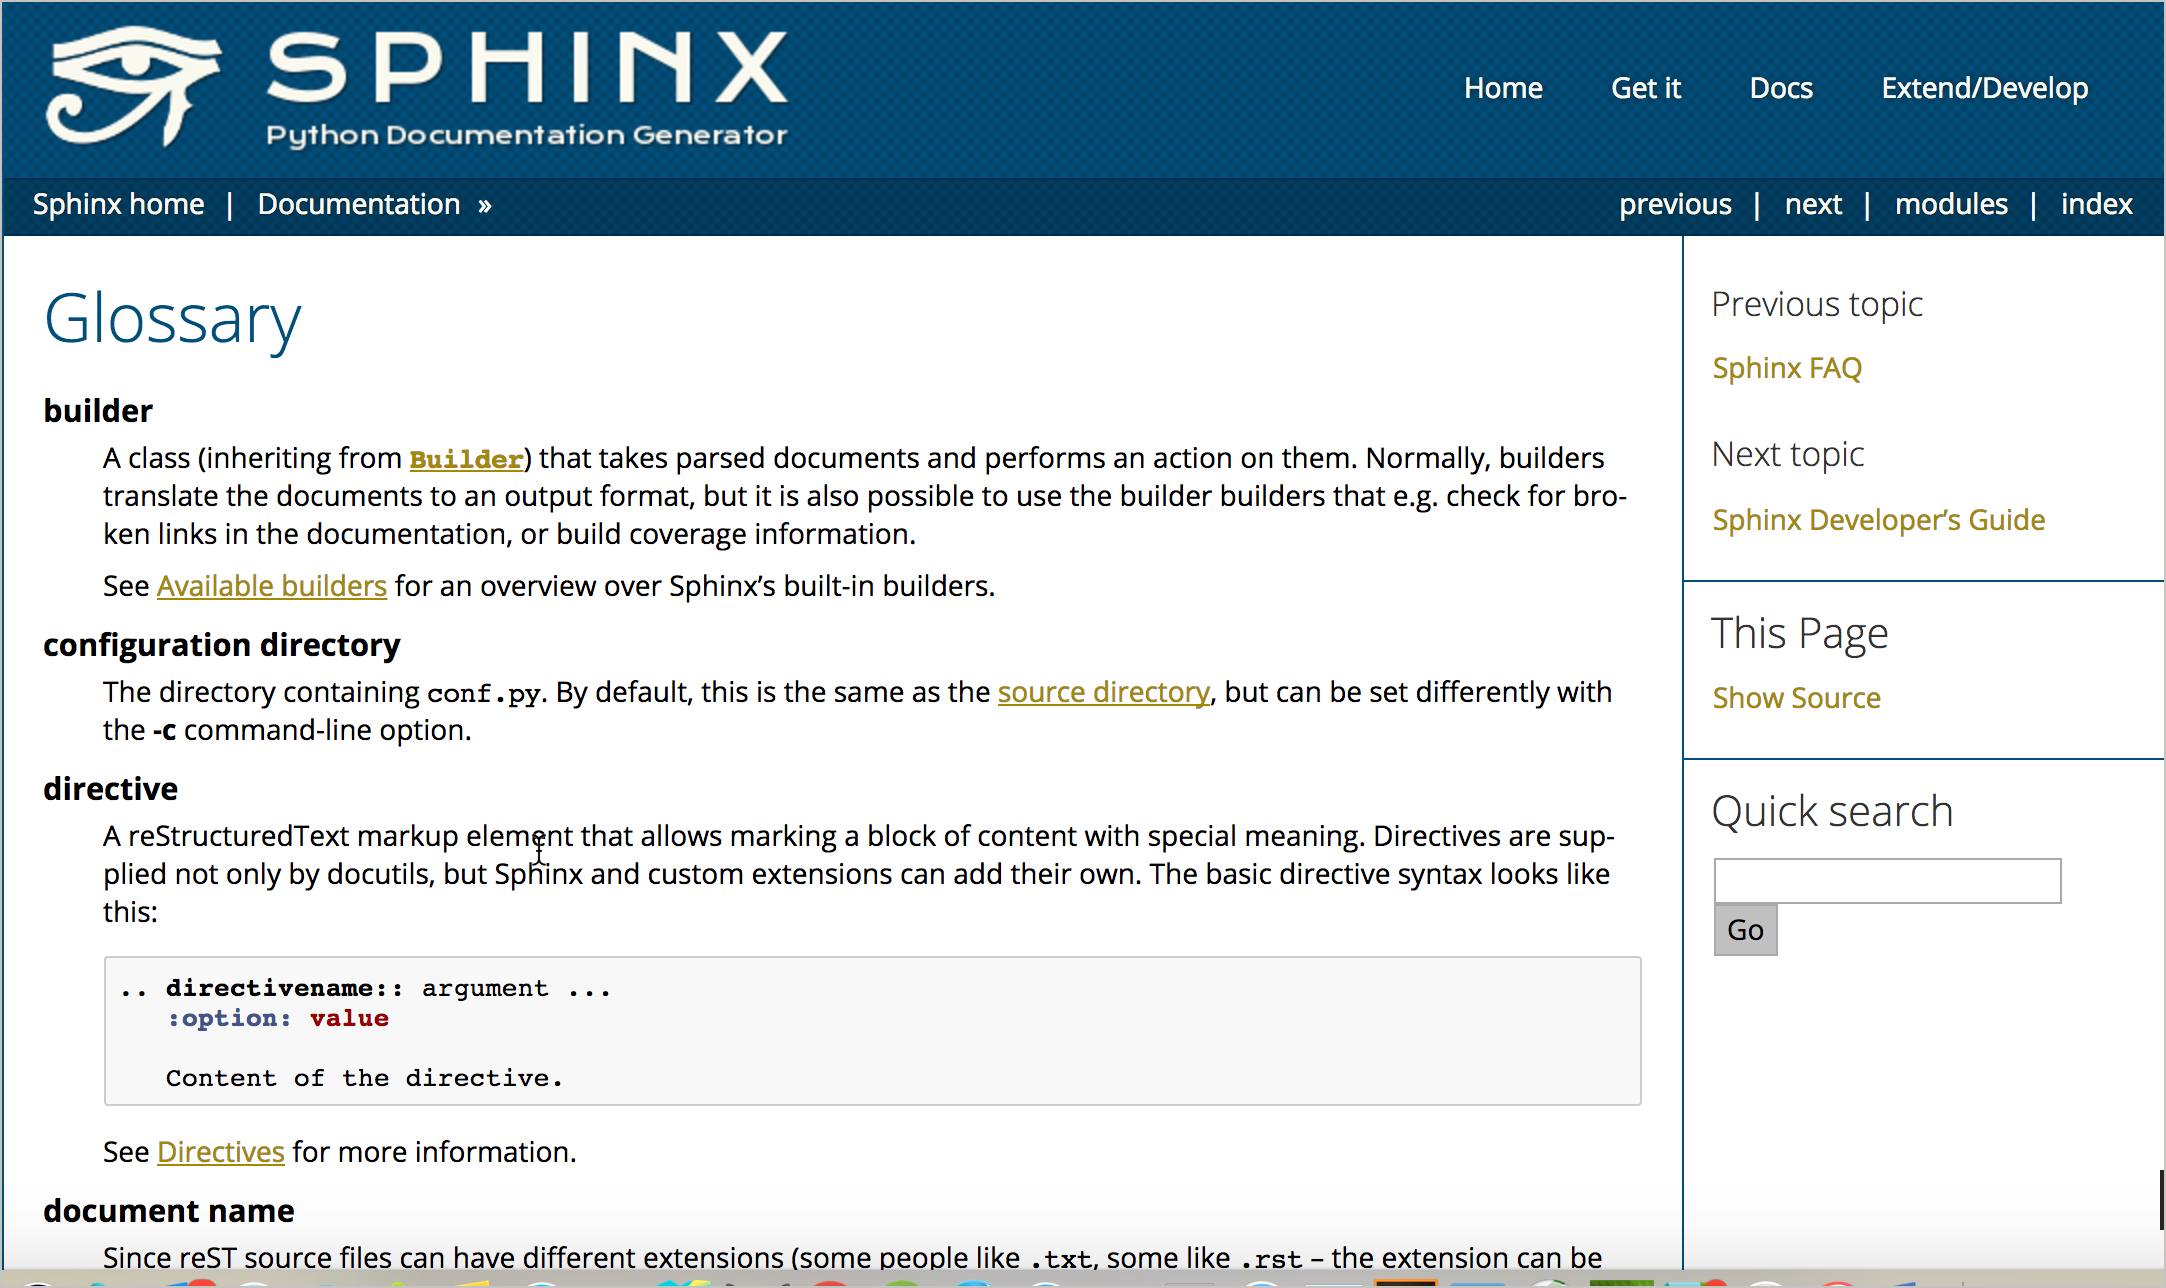 SPHINX
Python Documentation Generator
Home Get it Docs Extend/Develop
Sphinx home | Documentation »
previous | next | modules | index
Glossary
builder
A class (inheriting from Builder) that takes parsed documents and performs an action on them. Normally, builders
translate the documents to an output format, but it is also possible to use the builder builders that e.g. check for bro-
ken links in the documentation, or build coverage information.
See Available builders for an overview over Sphinx’s built-in builders.
configuration directory
The directory containing conf.py. By default, this is the same as the source directory, but can be set differently with
the -c command-line option.
directive
A reStructuredText markup element that allows marking a block of content with special meaning. Directives are sup-
plied not only by docutils, but Sphinx and custom extensions can add their own. The basic directive syntax looks like
this:
.. directivename:: argument ...
:option: value
Content of the directive.
See Directives for more information.
document name
Since reST source files can have different extensions (some people like .txt, some like .rst – the extension can be
Previous topic
Sphinx FAQ
Next topic
Sphinx Developer’s Guide
This Page
Show Source
Quick search
Go